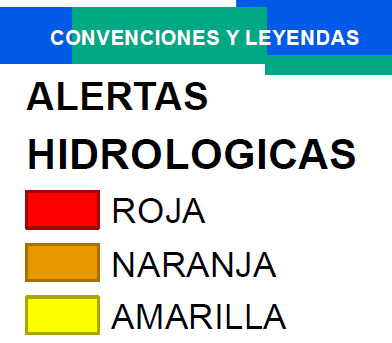 CONVENCIONES Y LEYENDAS
ALERTAS
HIDROLOGICAS
ROJA
NARANJA
AMARILLA